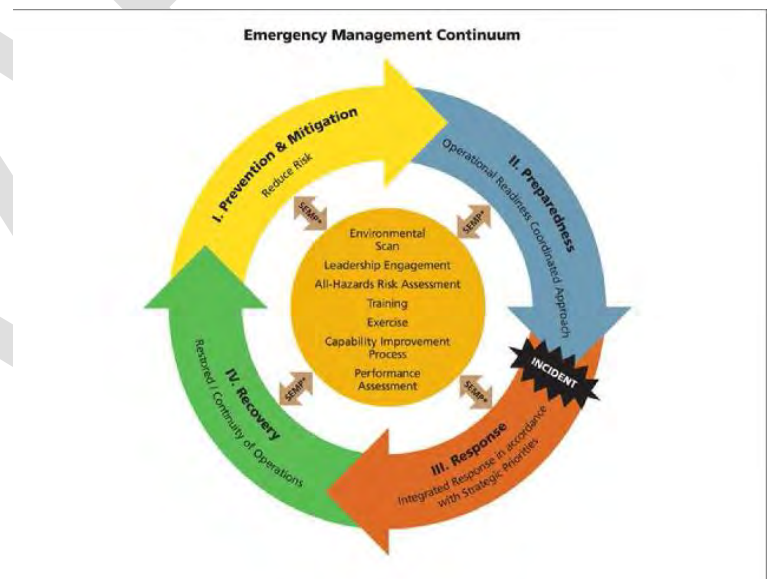 Emergency Management Continuum
I. Prevention & Mitigation
Reduce Risk
II. Preparedness
Operational Readiness Coordinated Approach
INCIDENT
III. Response
Integrated Response in accordance
with Strategic Priorities
IV. Recovery
Restored / Continuity of Operations
SEMP*
SEMP*
SEMP*
SEMP*
Environmental
Scan
Leadership Engagement
All-Hazards Risk Assessment
Training
Exercise
Capability Improvement
Process
Performance
Assessment